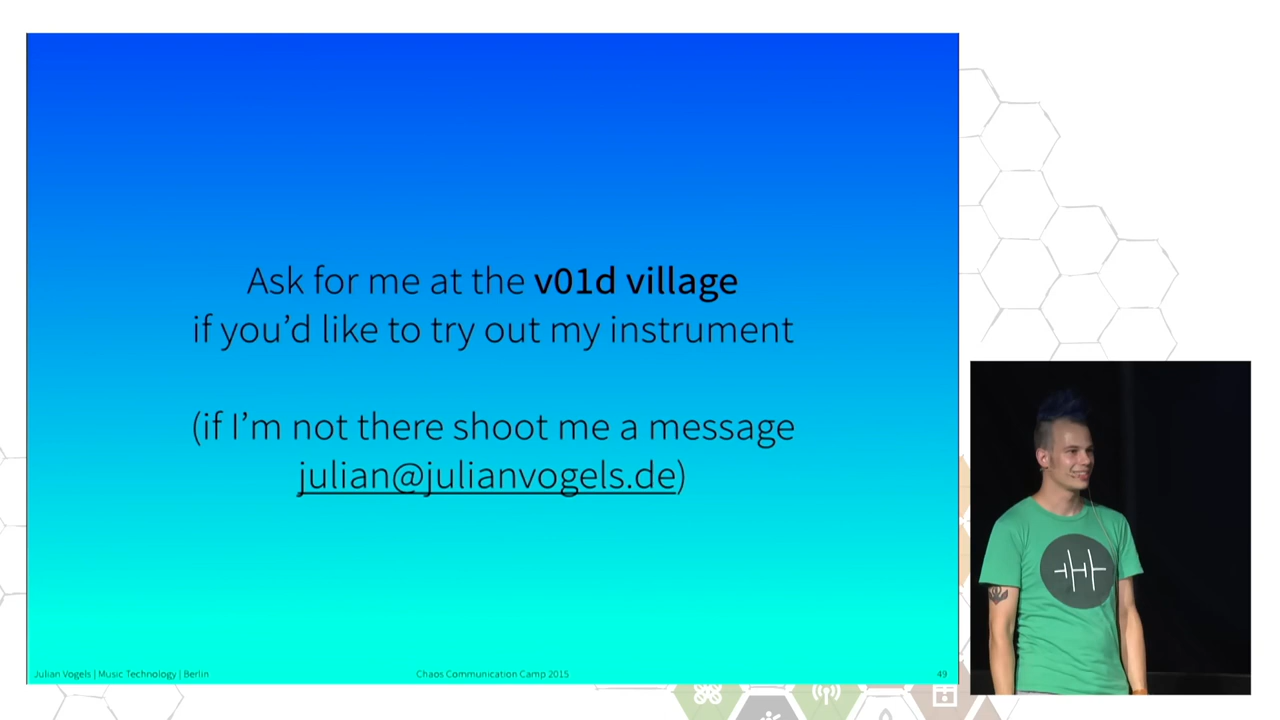 Ask for me at the v01d village
if you’d like to try out my instrument
(if I’m not there shoot me a message
julian@julianvogels.de)
Julian Vogels | Music Technology | Berlin
Chaos Communication Camp 2015
49